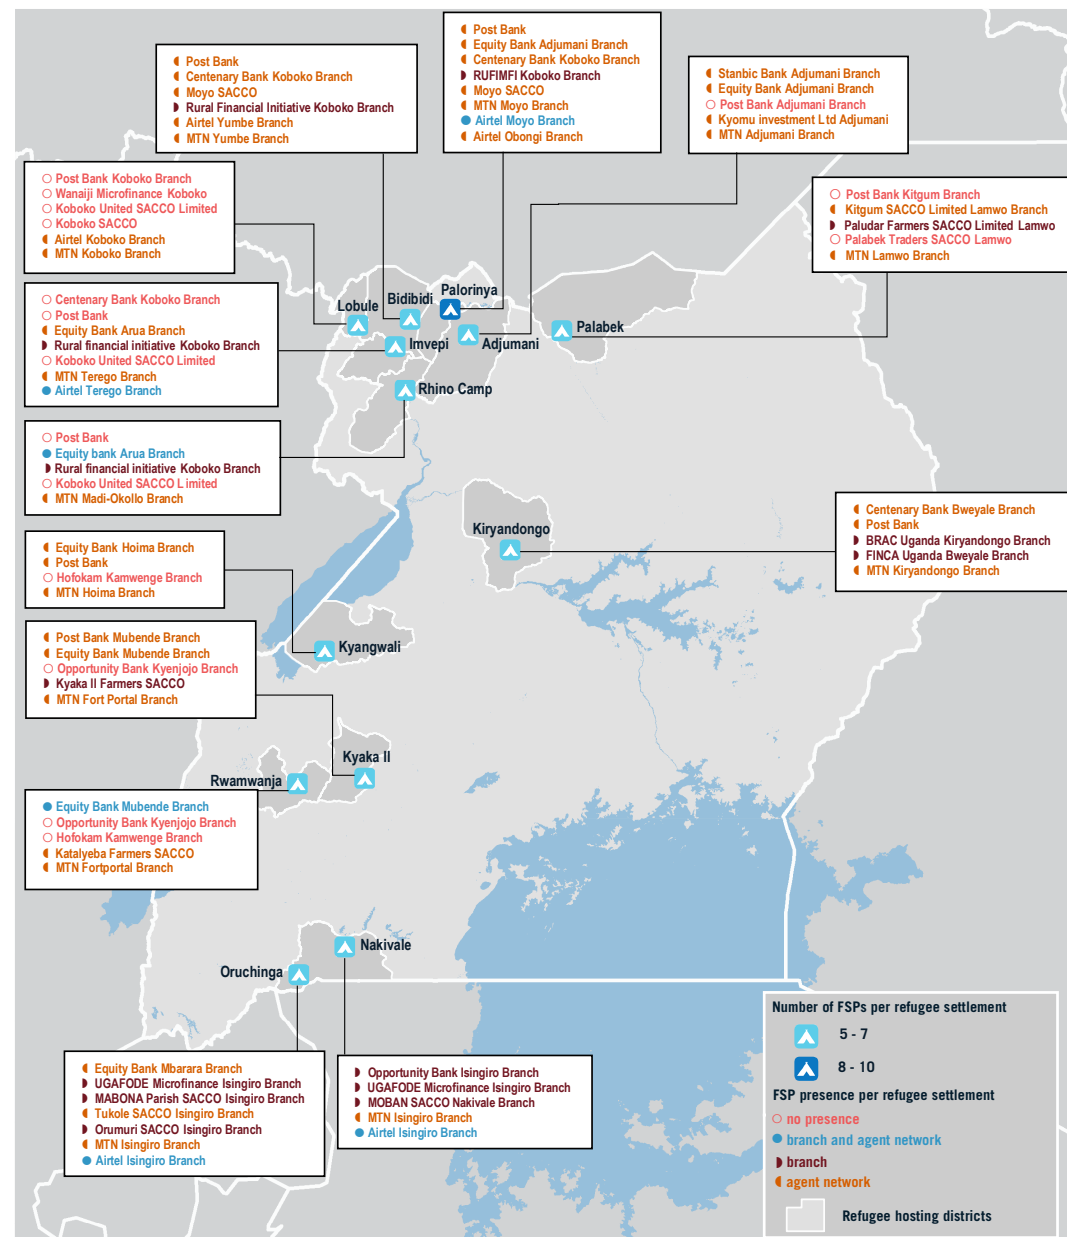 Post Bank
Equity Bank Adjumani Branch
Centenary Bank Koboko Branch
RUFIMFI Koboko Branch
Moyo SACCO
MTN Moyo Branch
Airtel Moyo Branch
Airtel Obongi Branch
Post Bank
Centenary Bank Koboko Branch
Moyo SACCO
Rural Financial Initiative Koboko Branch
Airtel Yumbe Branch
MTN Yumbe Branch
Stanbic Bank Adjumani Branch
Equity Bank Adjumani Branch
Post Bank Adjumani Branch
Kyomu investment Ltd Adjumani
MTN Adjumani Branch
Post Bank Koboko Branch
Wanaiji Microfinance Koboko
Koboko United SACCO Limited
Koboko SACCO
Airtel Koboko Branch
MTN Koboko Branch
Post Bank Kitgum Branch
Kitgum SACCO Limited Lamwo Branch
Paludar Farmers SACCO Limited Lamwo
Palabek Traders SACCO Lamwo
MTN Lamwo Branch
Centenary Bank Koboko Branch
Post Bank
Equity Bank Arua Branch
Rural financial initiative Koboko Branch
Koboko United SACCO Limited
MTN Terego Branch
Airtel Terego Branch
Lobule
Bidibidi
Palorinya
Imvepi
Adjumani
Palabek
Rhino Camp
Post Bank
Equity bank Arua Branch
Rural financial initiative Koboko Branch
Koboko United SACCO Limited
MTN Madi-Okollo Branch
Kiryandongo
Centenary Bank Bweyale Branch
Post Bank
BRAC Uganda Kiryandongo Branch
FINCA Uganda Bweyale Branch
MTN Kiryandongo Branch
Equity Bank Hoima Branch
Post Bank
Hofokam Kamwenge Branch
MTN Hoima Branch
Kyangwali
Post Bank Mubende Branch
Equity Bank Mubende Branch
Opportunity Bank Kyenjojo Branch
Kyaka II Farmers SACCO
MTN Fort Portal Branch
Kyaka II
Rwamwanja
Equity Bank Mubende Branch
Opportunity Bank Kyenjojo Branch
Hofokam Kamwenge Branch
Katalyeba Farmers SACCO
MTN Fortportal Branch
Nakivale
Oruchinga
Equity Bank Mbarara Branch
UGAFODE Microfinance Isingiro Branch
MABONA Parish SACCO Isingiro Branch
Tukole SACCO Isingiro Branch
Orumuri SACCO Isingiro Branch
MTN Isingiro Branch
Airtel Isingiro Branch
Opportunity Bank Isingiro Branch
UGAFODE Microfinance Isingiro Branch
MOBAN SACCO Nakivale Branch
MTN Isingiro Branch
Airtel Isingiro Branch
Number of FSPs per refugee settlement
5 - 7
8 - 10
FSP presence per refugee settlement
no presence
branch and agent network
branch
agent network
Refugee hosting districts